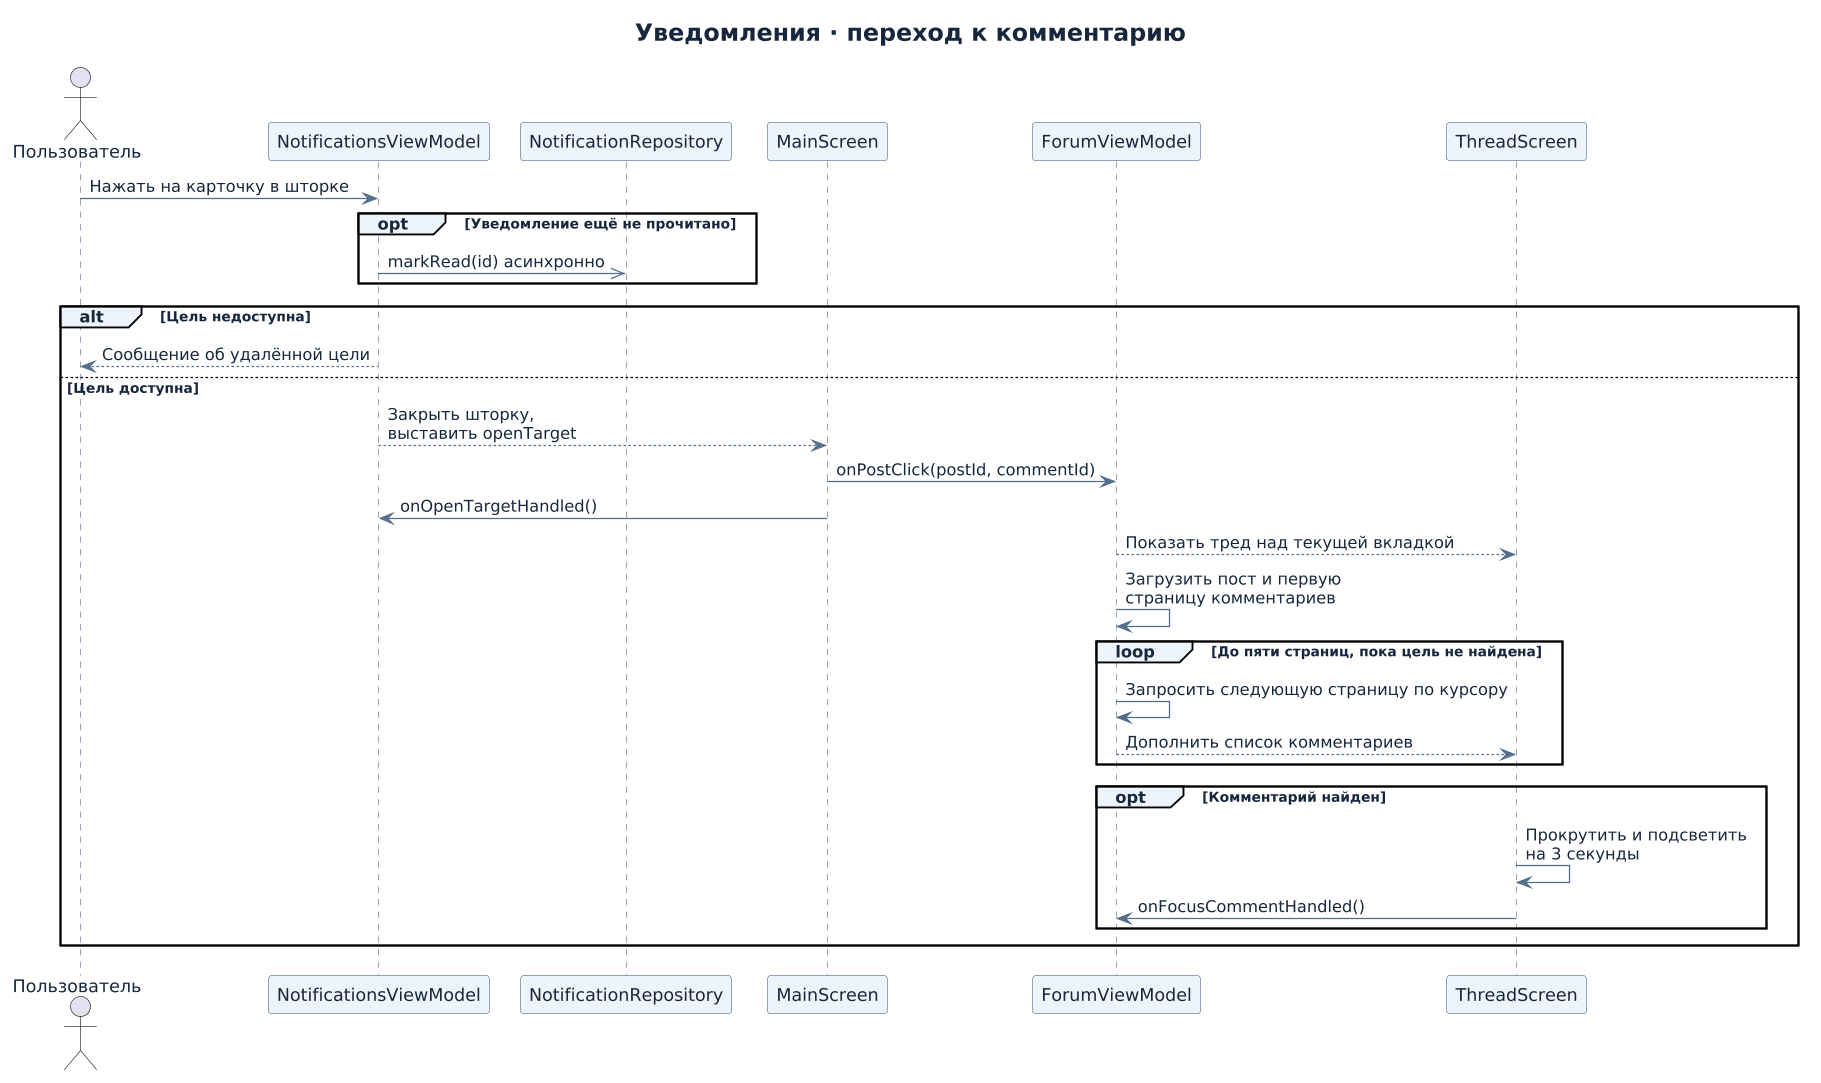 Уведомления · переход к комментарию
Пользователь
NotificationsViewModel
NotificationRepository
MainScreen
ForumViewModel
ThreadScreen
Нажать на карточку в шторке
opt
[Уведомление ещё не прочитано]
markRead(id) асинхронно
alt
[Цель недоступна]
Сообщение об удалённой цели
[Цель доступна]
Закрыть шторку,
выставить openTarget
onPostClick(postId, commentId)
onOpenTargetHandled()
Показать тред над текущей вкладкой
Загрузить пост и первую
страницу комментариев
loop
[До пяти страниц, пока цель не найдена]
Запросить следующую страницу по курсору
Дополнить список комментариев
opt
[Комментарий найден]
Прокрутить и подсветить
на 3 секунды
onFocusCommentHandled()
Пользователь
NotificationsViewModel
NotificationRepository
MainScreen
ForumViewModel
ThreadScreen